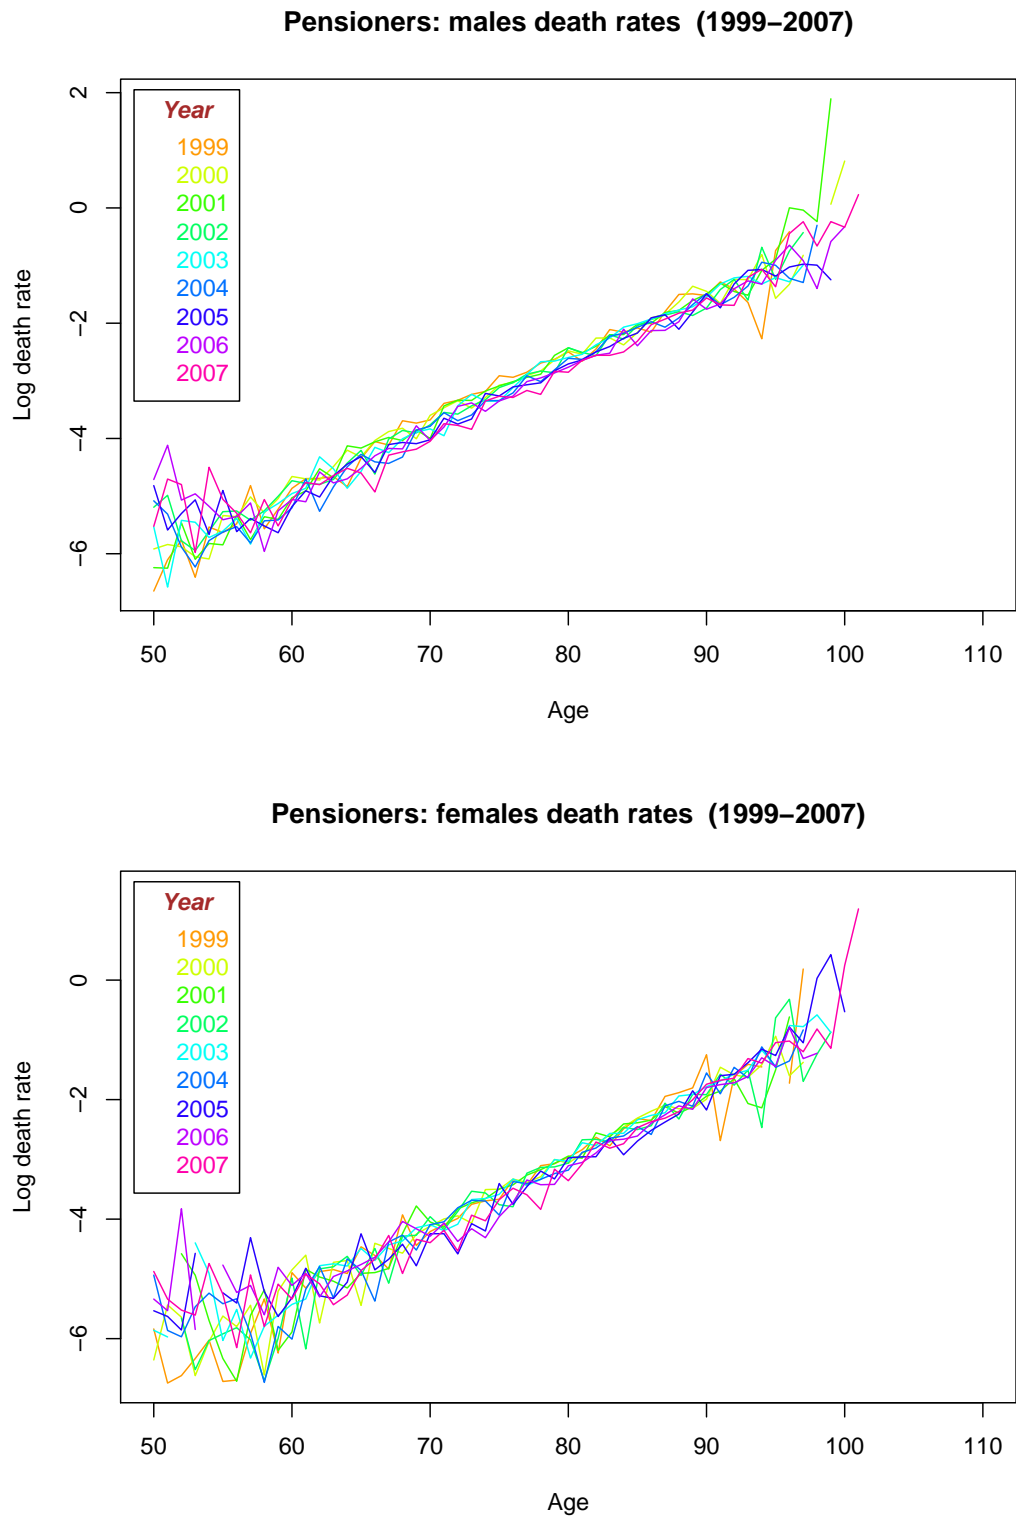 Pensioners: males death rates  (1999−2007)
Year
1999
2000
2001
2002
2003
2004
2005
2006
2007
2
0
−2
−4
−6
Log death rate
50 60 70 80 90 100 110
Age
Pensioners: females death rates  (1999−2007)
Year
1999
2000
2001
2002
2003
2004
2005
2006
2007
0
−2
−4
−6
Log death rate
50 60 70 80 90 100 110
Age